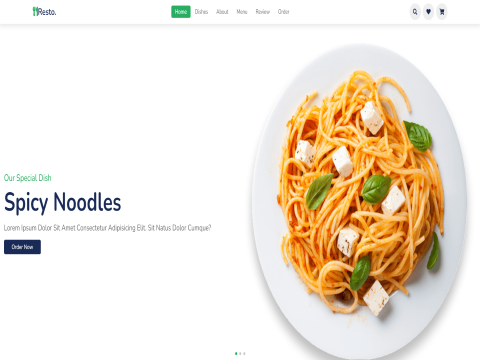 Resto.
Home Dishes About Menu Review Order
Our Special Dish
Spicy Noodles
Lorem Ipsum Dolor Sit Amet Consectetur Adipisicing Elit. Sit Natus Dolor Cumque?
Order Now